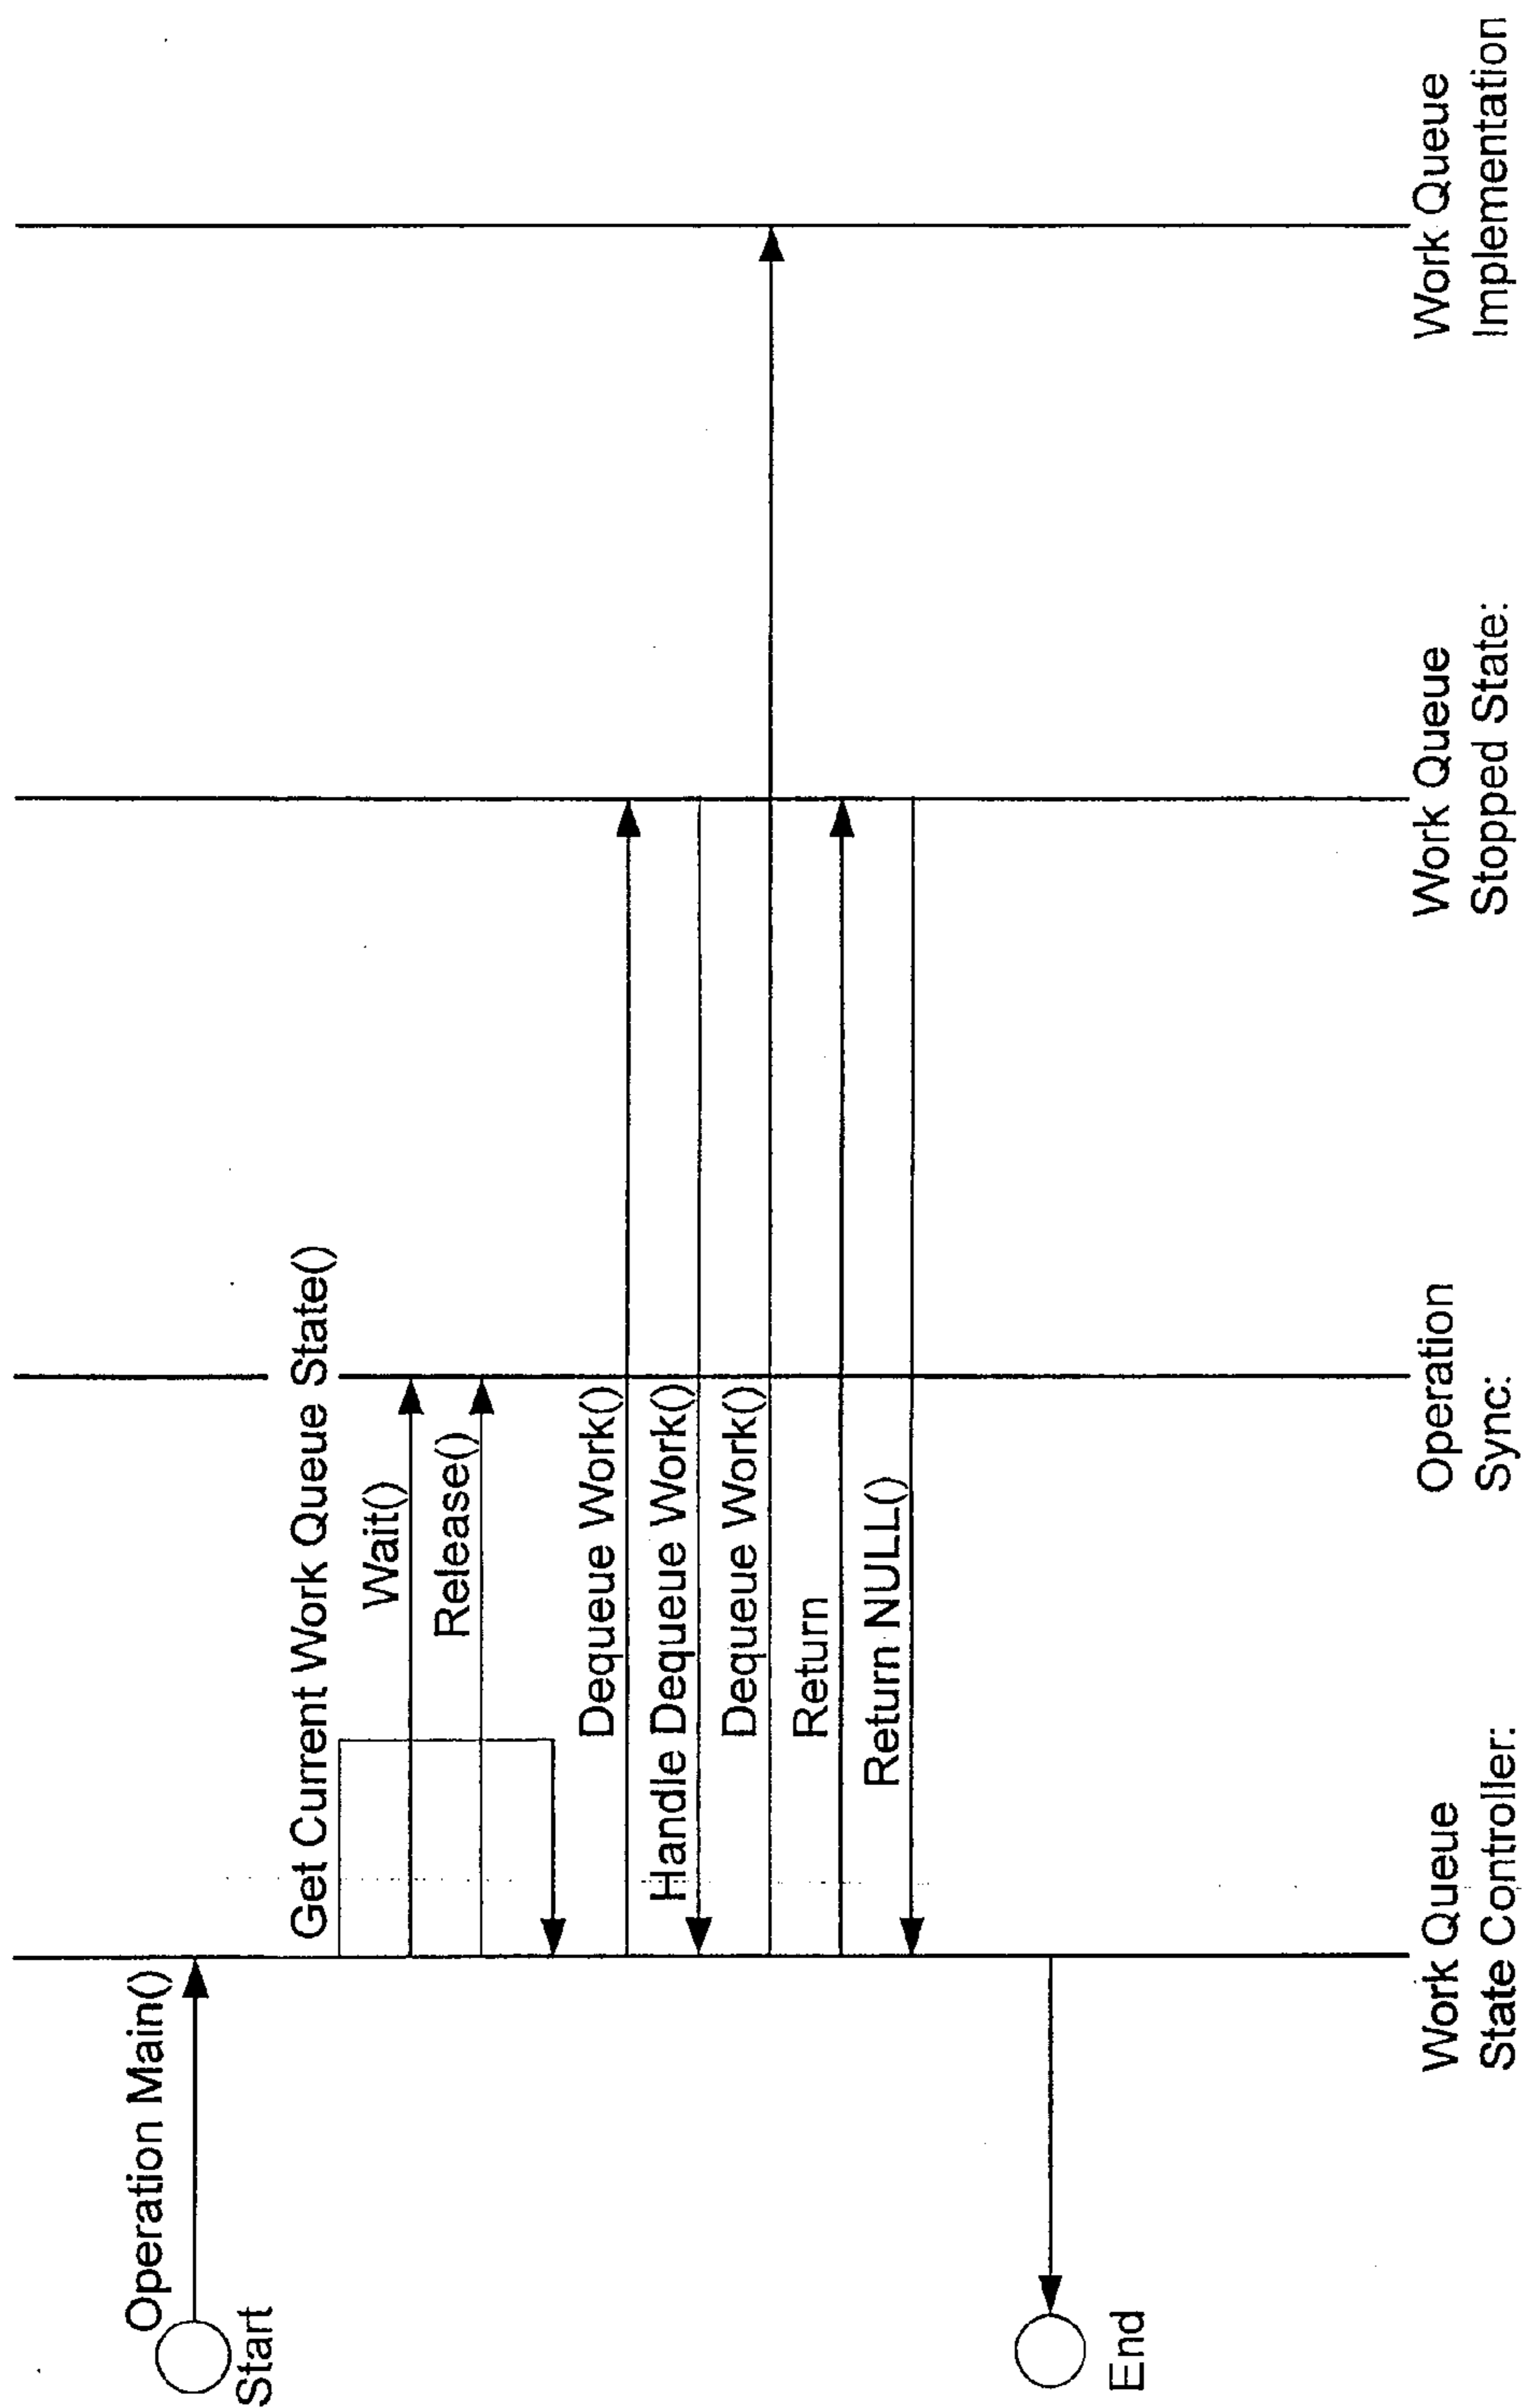 Operation Main()
Start
Get Current Work Queue State()
Wait()
Release()
Dequeue Work()
Handle Dequeue Work()
Dequeue Work()
Return
Return NULL()
End
Work Queue
State Controller:
Operation
Sync:
Work Queue
Stopped State:
Work Queue
Implementation